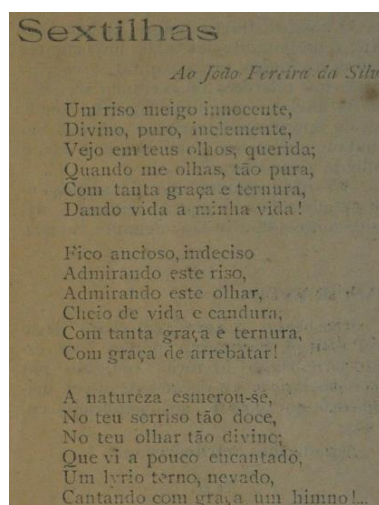 Sextilhas
Ao João Pereira da Silv
Um riso meigo innocente,
Divino, puro, inclemente,
Vejo em teus olhos, querida;
Quando me olhas, tão pura,
Com tanta graça e ternura,
Dando vida a minha vida!
Fico ancioso, indeciso
Admirando este riso,
Admirando este olhar,
Cheio de vida e candura,
Com tanta graça e ternura,
Com graça de arrebatar!
A natureza esmerou-se,
No teu sorriso tão doce,
No teu olhar tão divino;
Que vi a pouco encantado,
Um lyrio terno, nevado,
Cantando com graça um himno!...